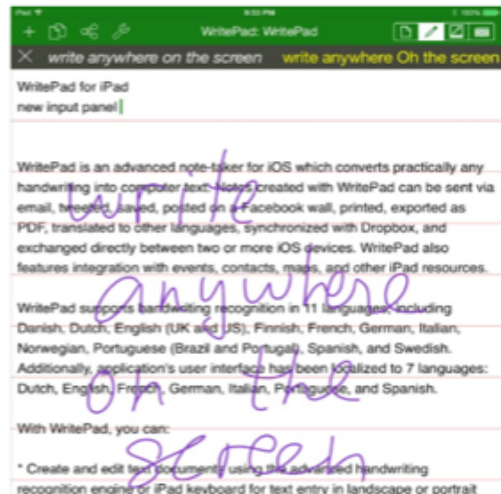 iPad
9:53 PM
100%
WritePad: WritePad
write anywhere on the screen write anywhere Oh the screen
WritePad for iPad
new input panel
WritePad is an advanced note-taker for iOS which converts practically any
handwriting into computer text. Notes created with WritePad can be sent via
email, tweeted, saved, posted on a Facebook wall, printed, exported as
PDF, translated to other languages, synchronized with Dropbox, and
exchanged directly between two or more iOS devices. WritePad also
features integration with events, contacts, maps, and other iPad resources.
WritePad supports handwriting recognition in 11 languages, including
Danish, Dutch, English (UK and US), Finnish, French, German, Italian,
Norwegian, Portuguese (Brazil and Portugal), Spanish, and Swedish.
Additionally, application's user interface has been localized to 7 languages:
Dutch, English, French, German, Italian, Portuguese, and Spanish.
With WritePad, you can:
* Create and edit text documents using the advanced handwriting
recognition engine or iPad keyboard for text entry in landscape or portrait
write
anywhere
on the
screen